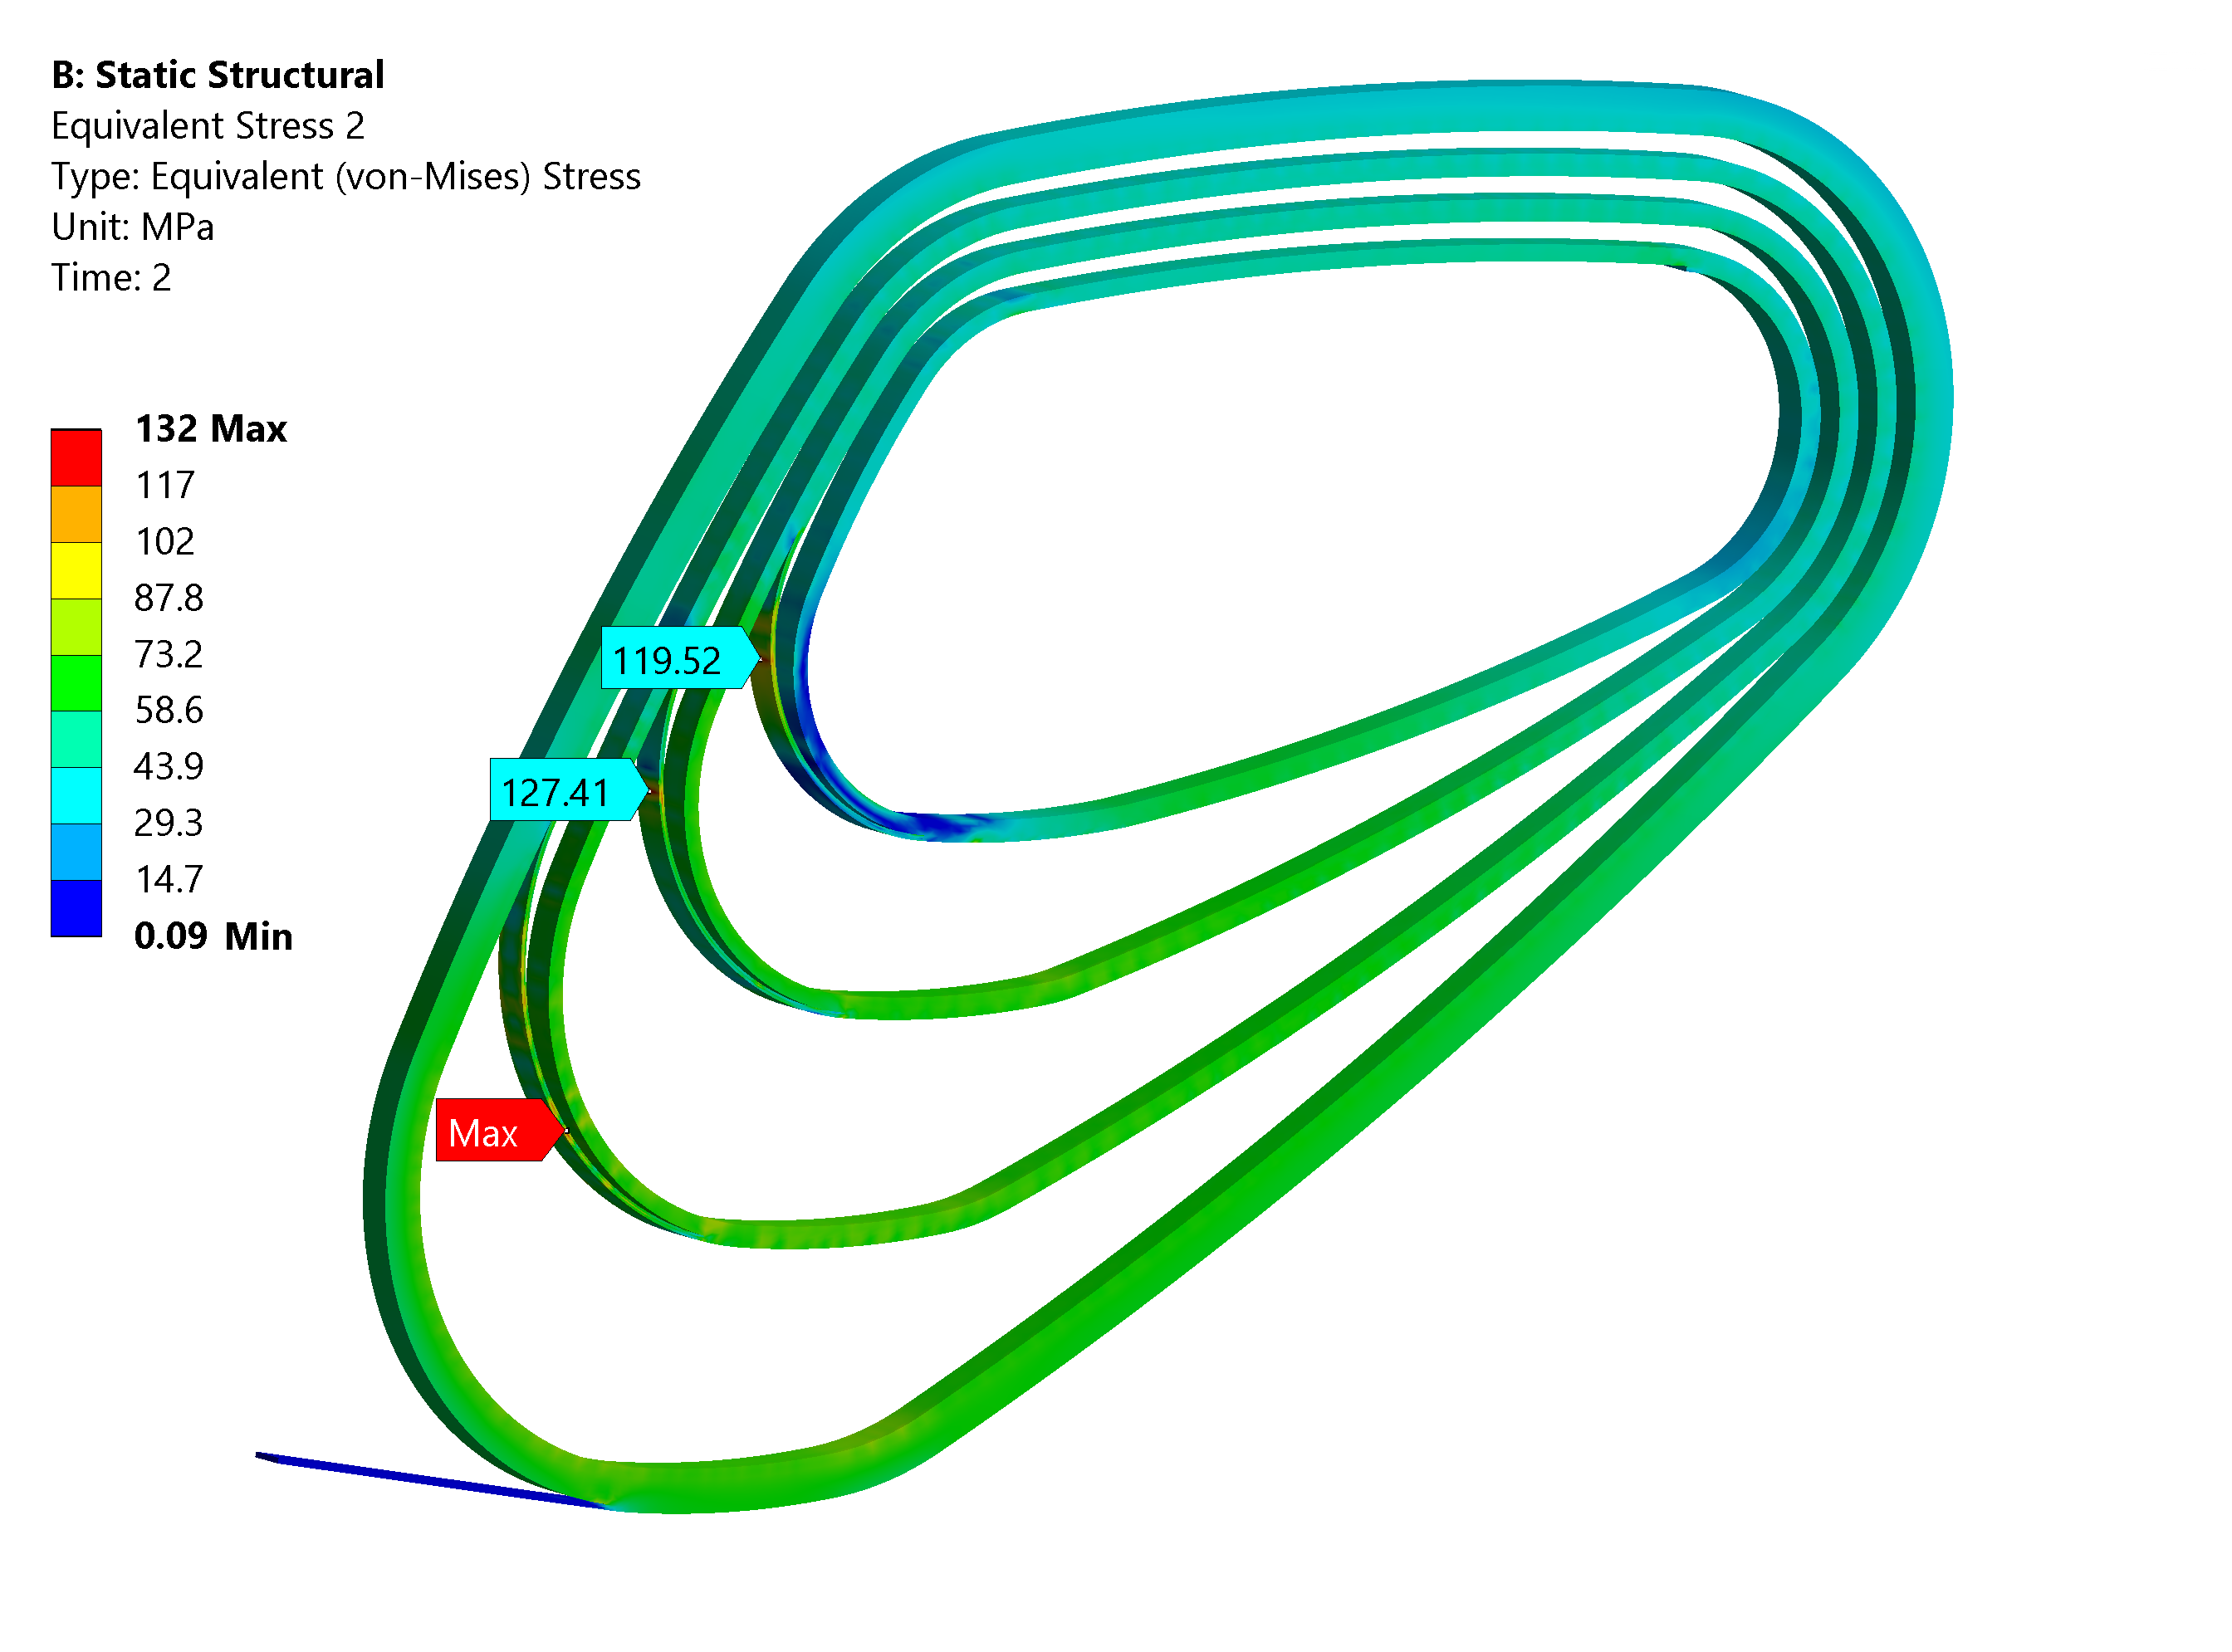 B: Static Structural
Equivalent Stress 2
Type: Equivalent (von-Mises) Stress
Unit: MPa
Time: 2
132 Max
117
102
87.8
73.2
58.6
43.9
29.3
14.7
0.09 Min
119.52
127.41
Max